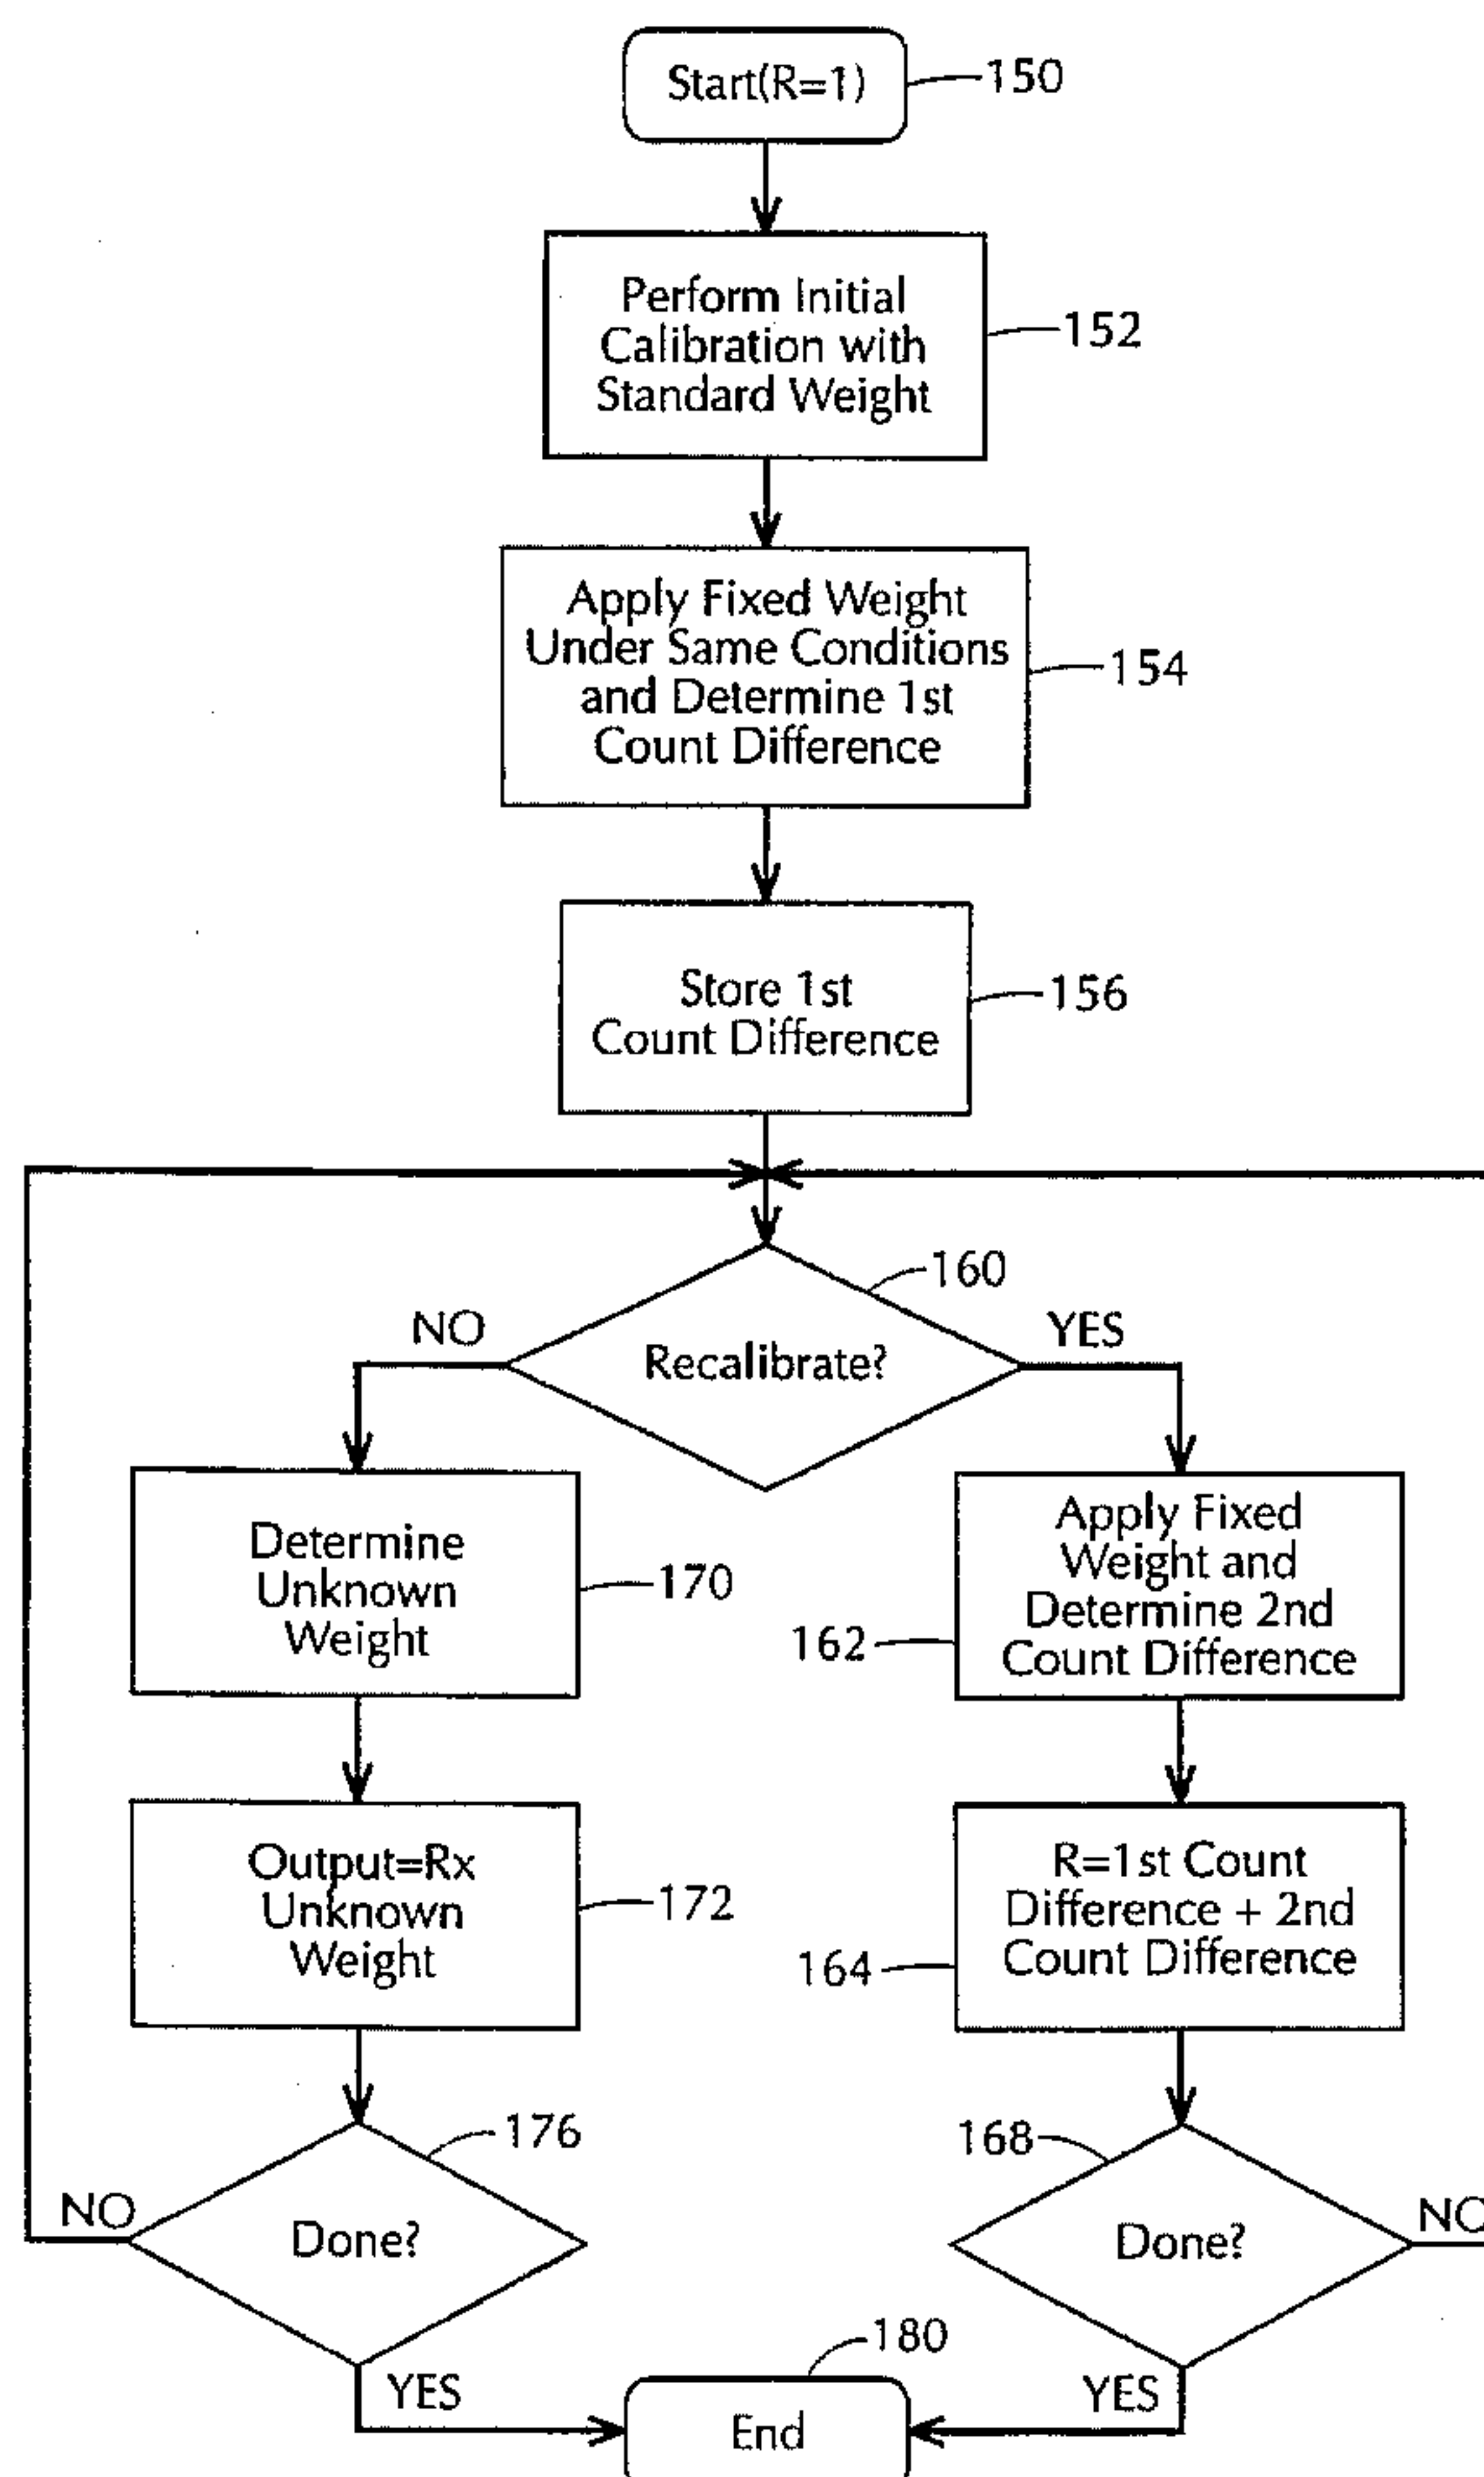 Start(R=1)
150
Perform Initial
Calibration with
Standard Weight
152
Apply Fixed Weight
Under Same Conditions
and Determine 1st
Count Difference
154
Store 1st
Count Difference
156
160
NO
Recalibrate?
YES
Determine
Unknown
Weight
170
Apply Fixed
Weight and
Determine 2nd
Count Difference
162
Output=Rx
Unknown
Weight
172
R=1st Count
Difference + 2nd
Count Difference
164
176
NO
Done?
YES
168
Done?
NO
YES
180
End